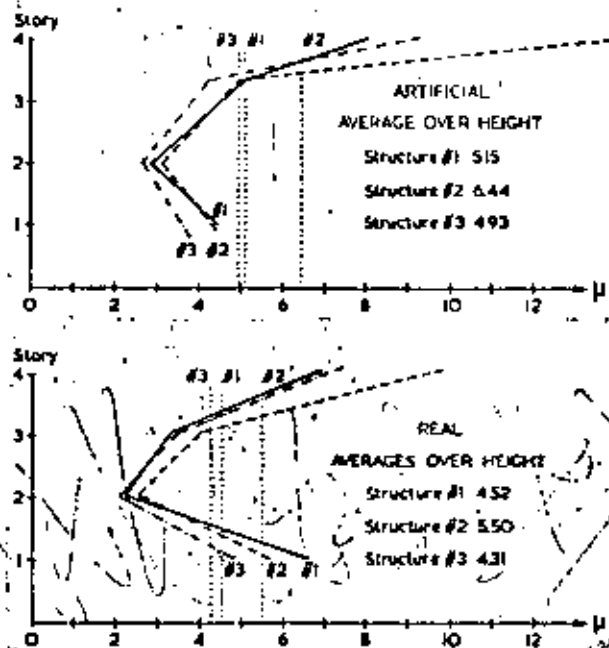 Story
4
#3 #1 #2
3
ARTIFICIAL
AVERAGE OVER HEIGHT
Structure #1 5.15
2
Structure #2 6.44
Structure #3 4.93
1
#1
#3 #2
0 2 4 6 8 10 12 μ
Story
4
#3 #1 #2
3
REAL
AVERAGES OVER HEIGHT
Structure #1 4.52
2
Structure #2 5.50
Structure #3 4.31
1
#3 #2 #1
0 2 4 6 8 10 12 μ